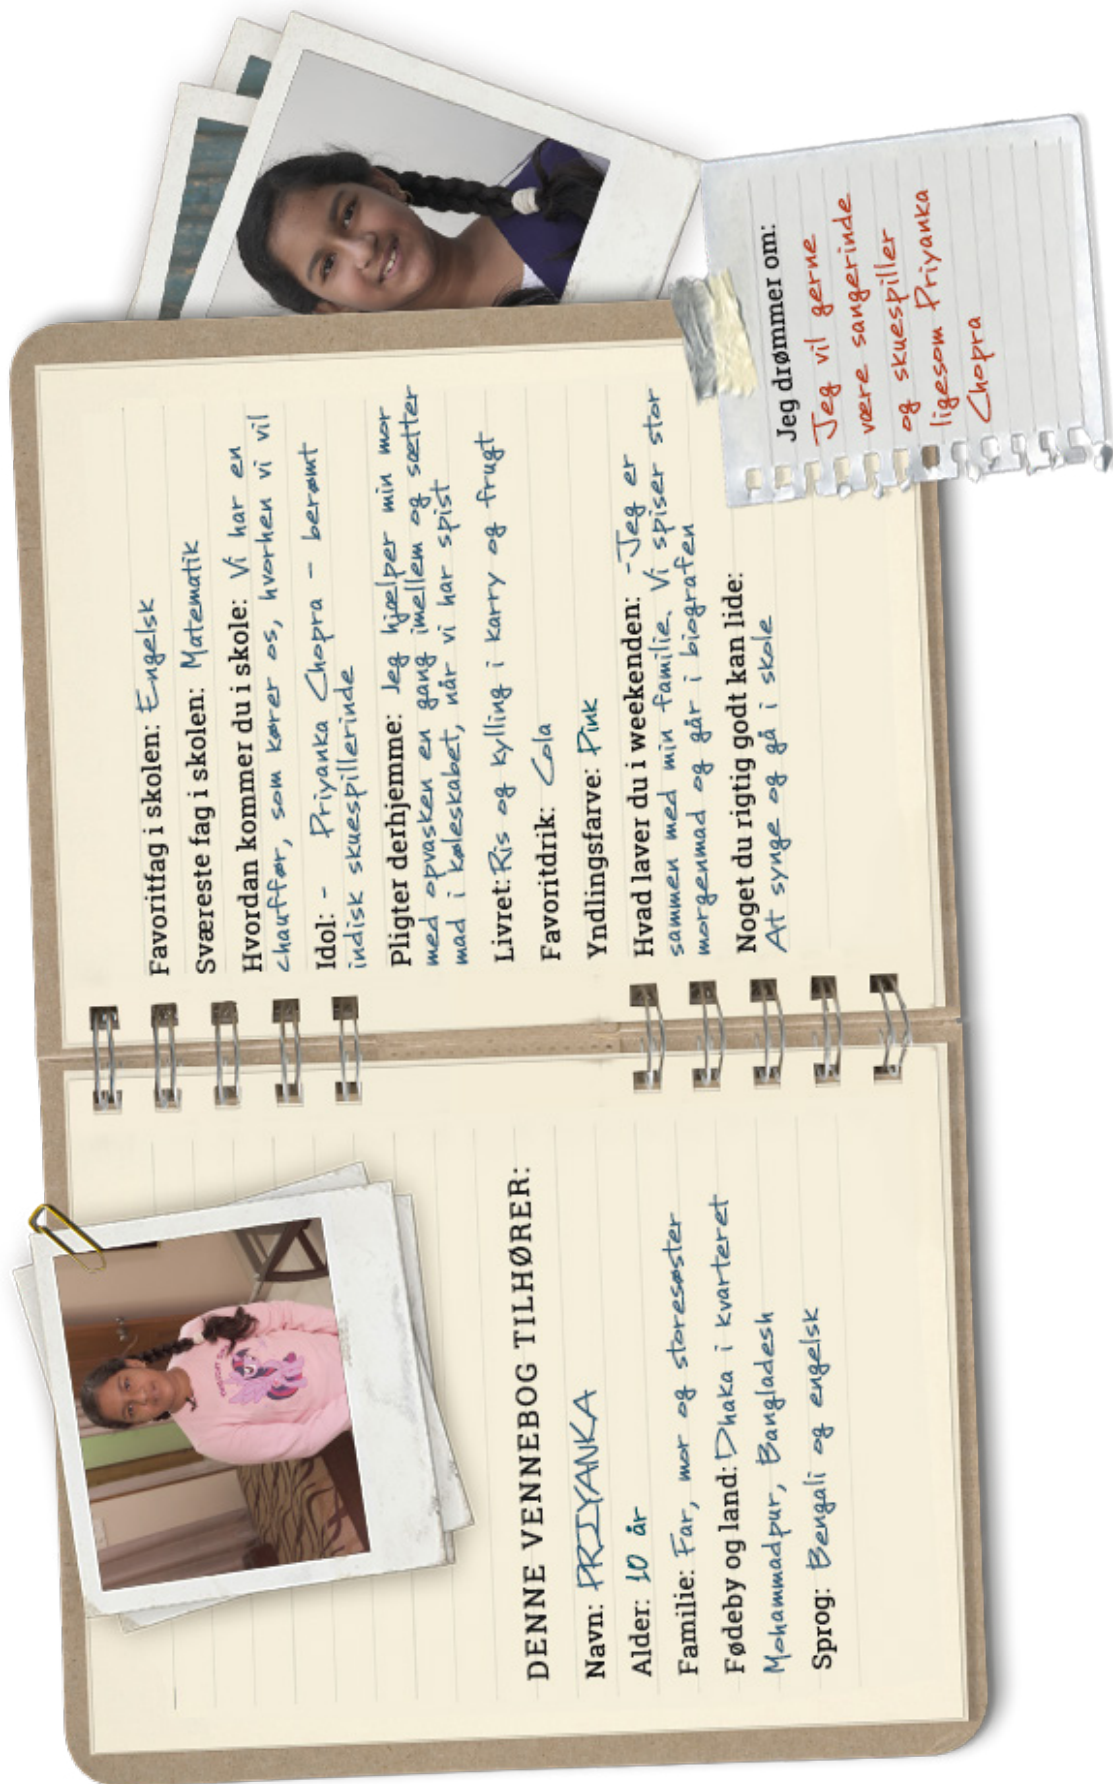 DENNE VENNEBOG TILHØRER:
Navn: PRIYANKA
Alder: 10 år
Familie: Far, mor og storesøster
Fødeby og land: Dhaka i kvarteret
Mohammadpur, Bangladesh
Sprog: Bengali og engelsk
Favoritfag i skolen: Engelsk
Sværeste fag i skolen: Matematik
Hvordan kommer du i skole: Vi har en
chauffør, som kører os, hvorhen vi vil
Idol: - Priyanka Chopra - berømt
indisk skuespillerinde
Pligter derhjemme: Jeg hjælper min mor
med opvasken en gang imellem og sætter
mad i køleskabet, når vi har spist
Livret: Ris og kylling i karry og frugt
Favoritdrik: Cola
Yndlingsfarve: Pink
Hvad laver du i weekenden: -Jeg er
sammen med min familie. Vi spiser stor
morgenmad og går i biografen
Noget du rigtig godt kan lide:
At synge og gå i skole
Jeg drømmer om:
Jeg vil gerne
være sangerinde
og skuespiller
ligesom Priyanka
Chopra